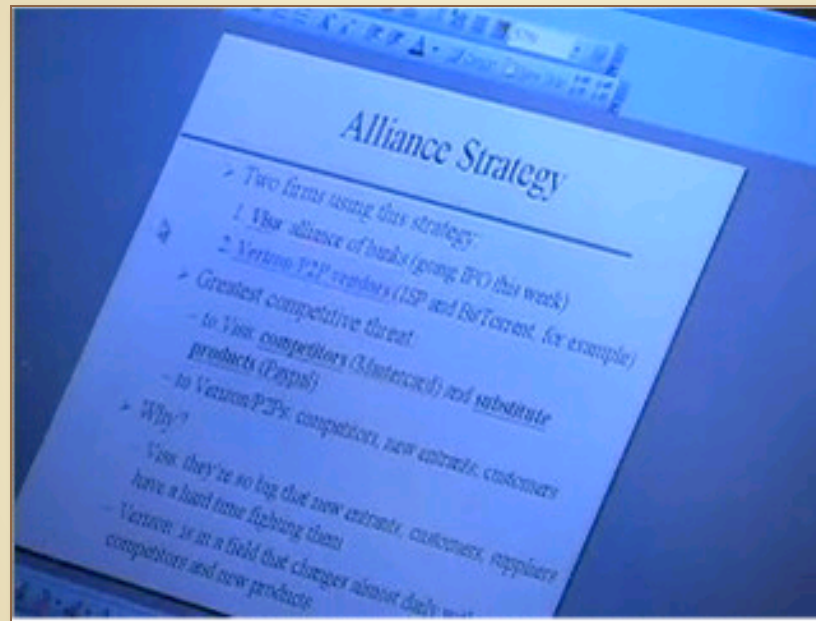 Alliance Strategy
➢ Two firms using this strategy:
1. Visa: alliance of banks (going IPO this week)
2. Verizon/P2P vendors (ISP and BitTorrent, for example)
➢ Greatest competitive threat:
– to Visa: competitors (Mastercard) and substitute
products (Paypal)
– to Verizon/P2Ps: competitors, new entrants, customers
➢ Why?
– Visa: they're so big that new entrants, customers, suppliers
have a hard time fighting them
– Verizon: is in a field that changes almost daily with
competitors and new products